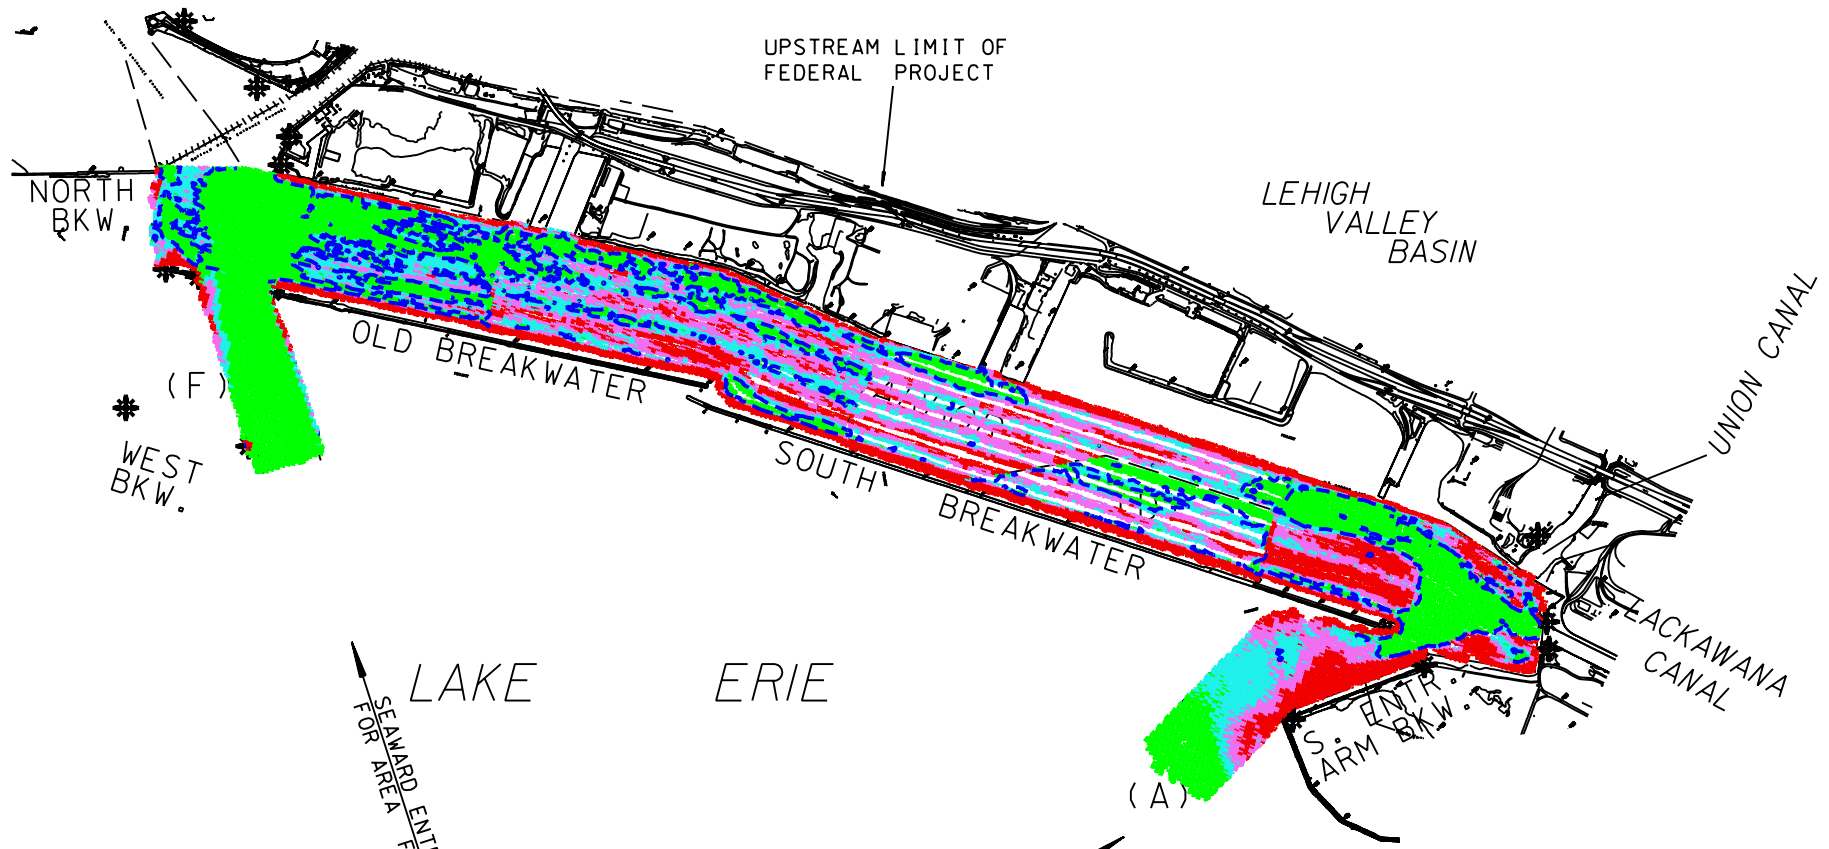 UPSTREAM LIMIT OF
FEDERAL PROJECT
NORTH
BKW.
LEHIGH
VALLEY
BASIN
UNION CANAL
OLD BREAKWATER
(F)
WEST
BKW.
SOUTH BREAKWATER
LACKAWANA
CANAL
LAKE ERIE
S. ENTR.
ARM BKW.
(A)
SEAWARD
FOR AREA F